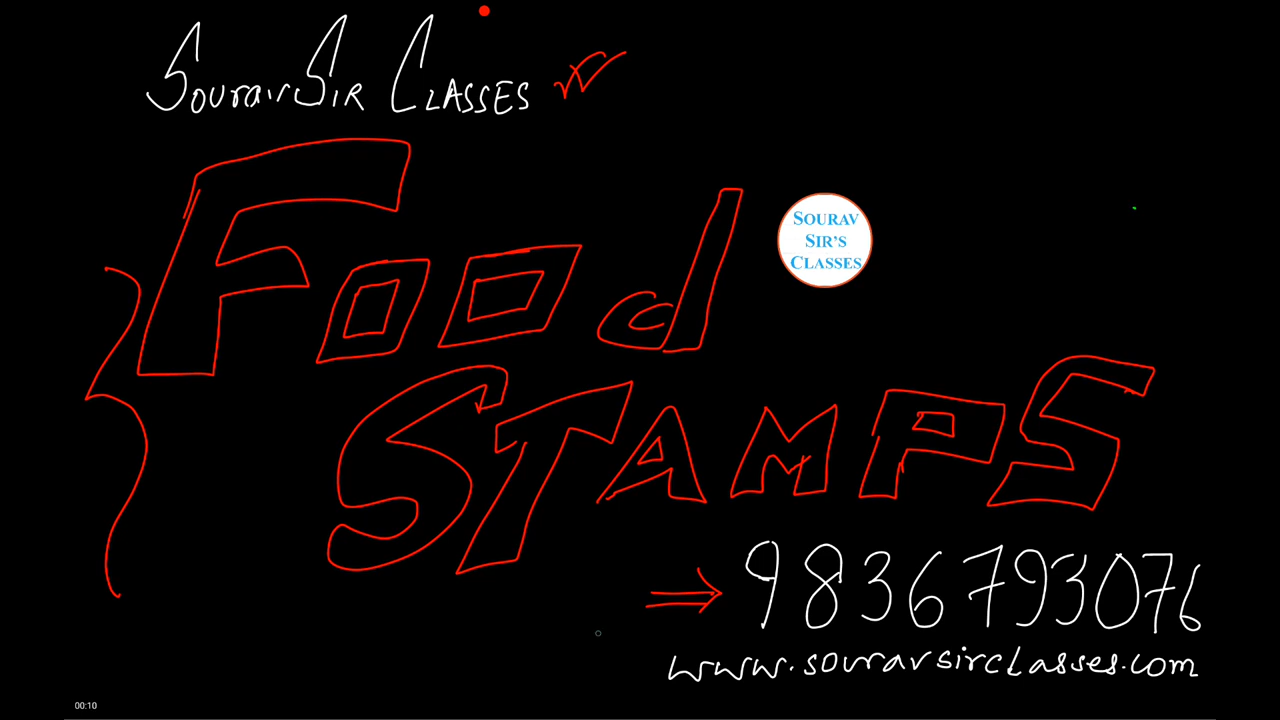 Sourav Sir Classes
Food
SOURAV
SIR'S
CLASSES
STAMPS
9836793076
www.souravsirclasses.com
00:10